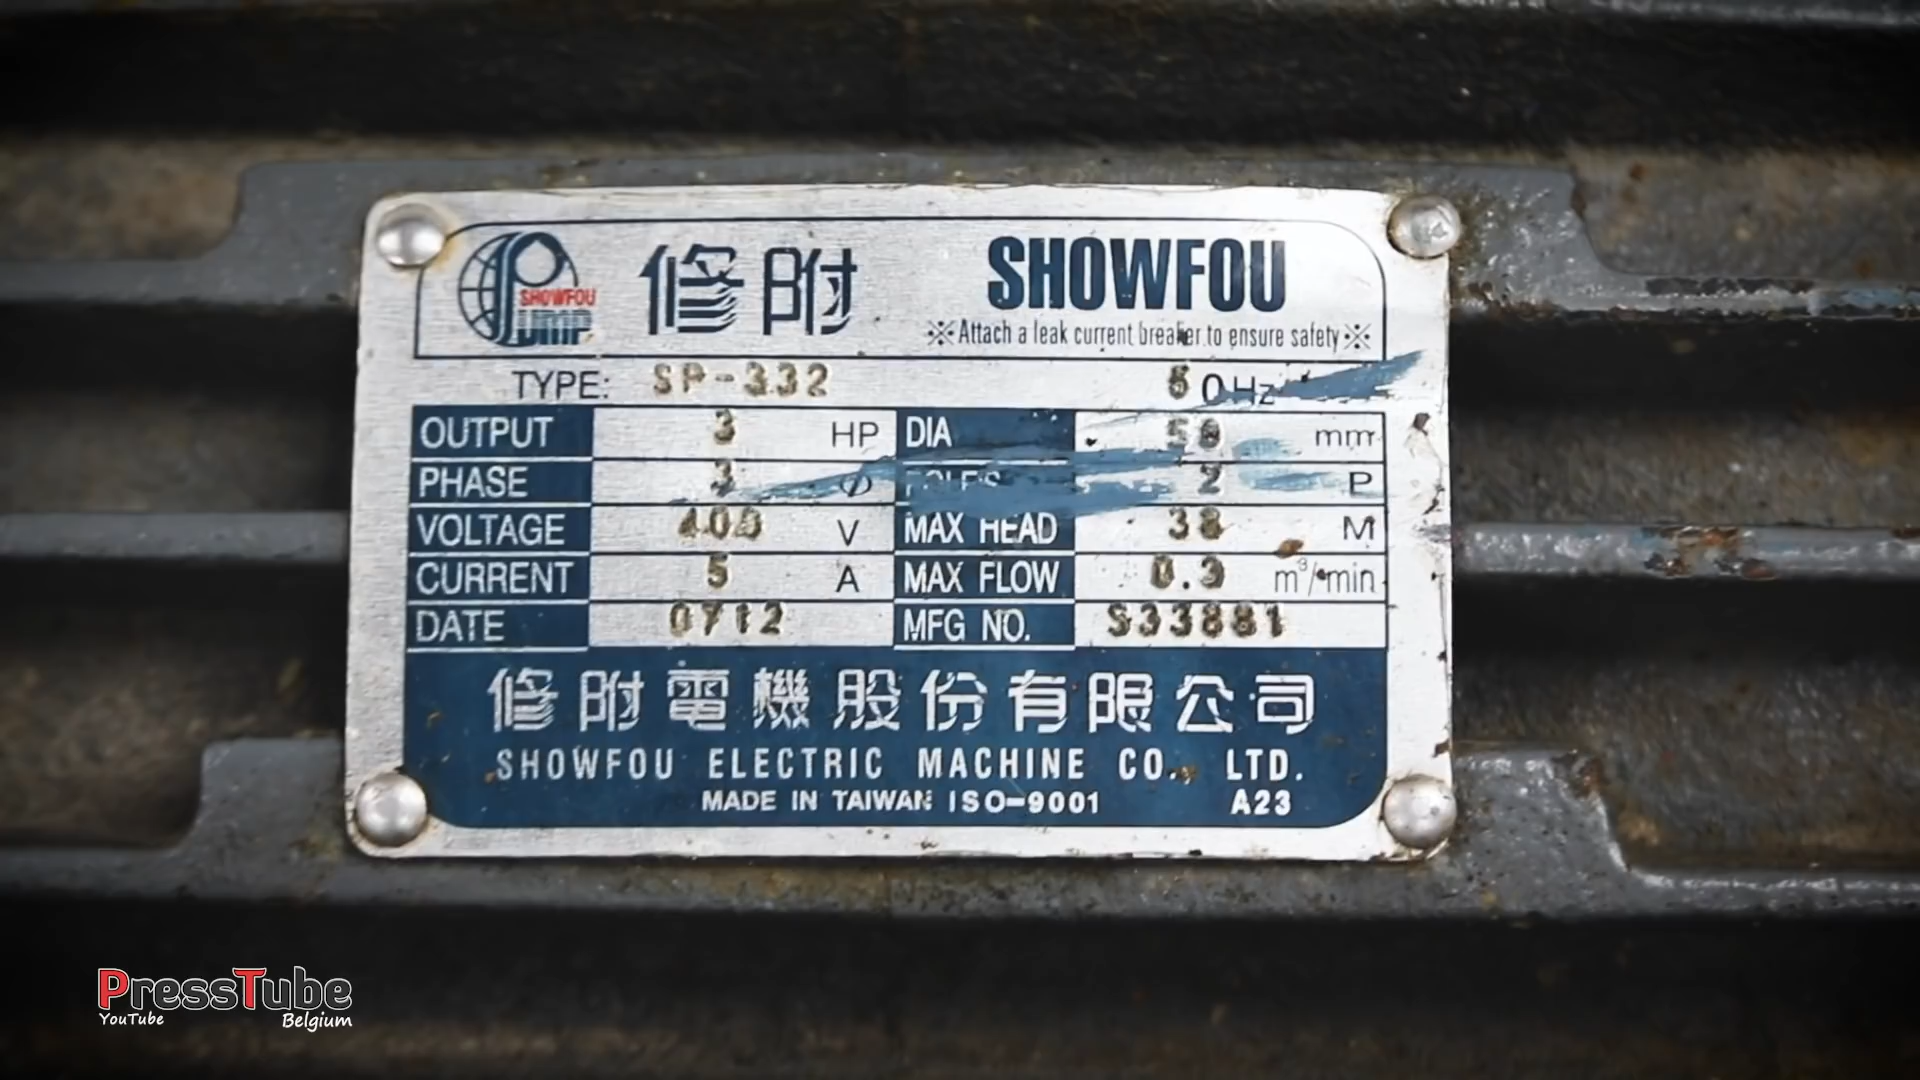 SHOWFOU PUMP 修附 SHOWFOU
※Attach a leak current breaker to ensure safety※
TYPE: SP-332 50Hz
OUTPUT 3 HP DIA 50 mm
PHASE 3 Ø POLES 2 P
VOLTAGE 400 V MAX HEAD 38 M
CURRENT 5 A MAX FLOW 0.3 m³/min
DATE 0712 MFG NO. S33881
修附電機股份有限公司
SHOWFOU ELECTRIC MACHINE CO., LTD.
MADE IN TAIWAN ISO-9001 A23
PressTube
YouTube Belgium